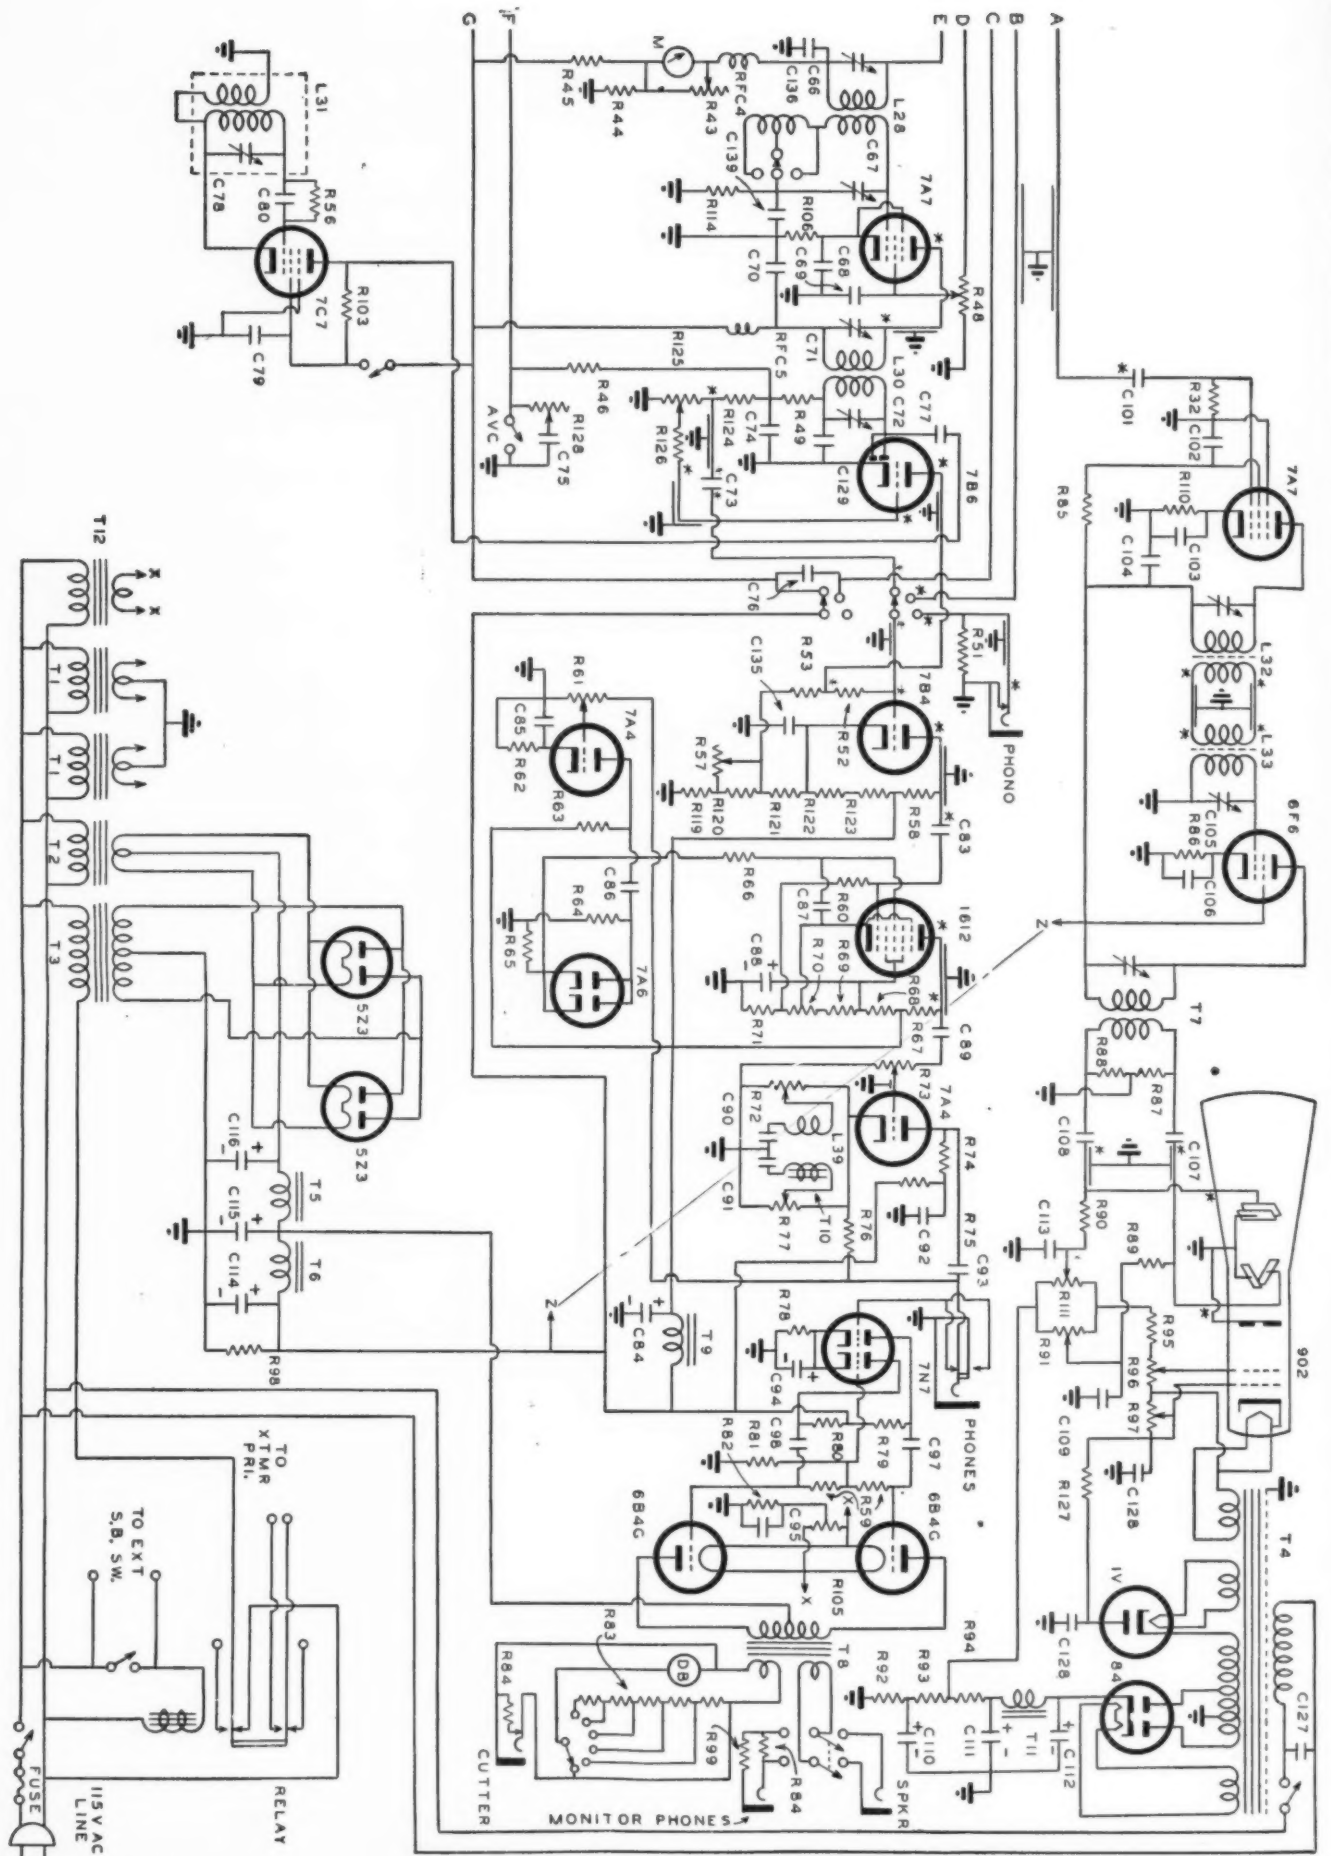 A
B
C
D
E
F
G
C101
R32
C102
7A7
R110
C103
C104
R85
L32
L33
6F6
C105
R86
C106
Z
T7
R88
R87
C108
C107
902
R90
R89
C113
R111
R91
R95
R96
R97
C109
C128
R127
T4
1V
84
C128
C127
T11
C112
C111
C110
R94
R93
R92
M
RFC4
C66
C136
L28
C67
7A7
R43
R44
R45
C139
R114
R106
C68
C69
C70
R48
RFC5
C71
L30
C72
C77
7B6
R125
R124
R126
C74
R49
C73
C129
R46
R128
C75
AVC
L31
C78
C80
R56
7C7
R103
C79
C76
R51
PHONO
R53
C135
7B4
R52
R57
R119
R120
R121
R122
R123
R58
C83
R61
C85
R62
7A4
R63
C86
R64
R65
7A6
R66
R60
C87
1612
C88
R70
R69
R68
R71
R67
C89
R73
7A4
R74
C90
R72
L39
C91
R77
T10
R76
C92
R75
C93
PHONES
7N7
R78
C94
T9
C84
Z
R82
R81
C98
R80
R79
C97
6B4G
6B4G
C95
R59
X
X
R105
T8
R83
DB
R84
R99
R84
SPKR
CUTTER
MONITOR PHONES
T12
X X
T1
T1
T2
T3
5Z3
5Z3
C116
C115
C114
T5
T6
R98
TO
XTMR
PRI.
TO EXT
S.B. SW.
RELAY
FUSE
115V AC
LINE